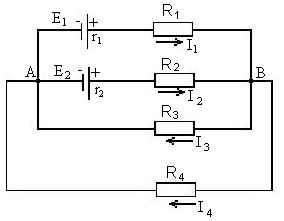 E1 - + R1
r1 I1
A E2 - + R2 B
r2 I2
R3
I3
R4
I4